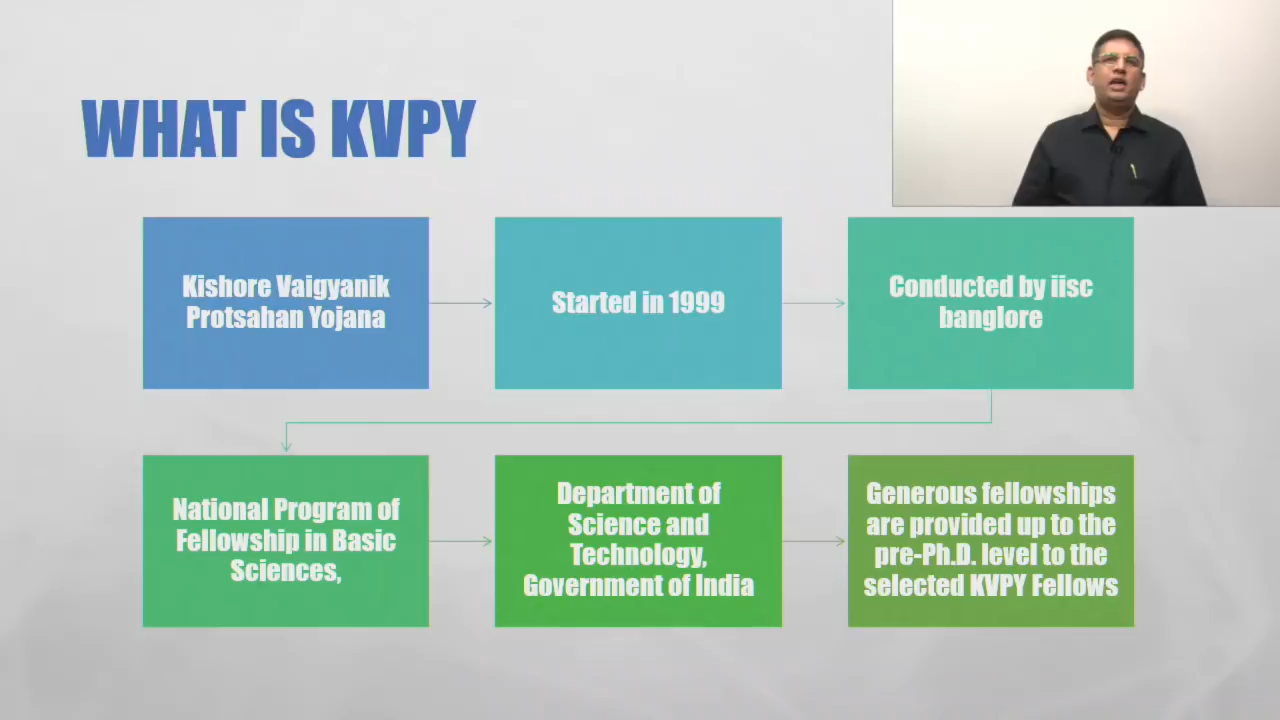 WHAT IS KVPY
Kishore Vaigyanik
Protsahan Yojana
Started in 1999
Conducted by iisc
banglore
National Program of
Fellowship in Basic
Sciences,
Department of
Science and
Technology,
Government of India
Generous fellowships
are provided up to the
pre-Ph.D. level to the
selected KVPY Fellows